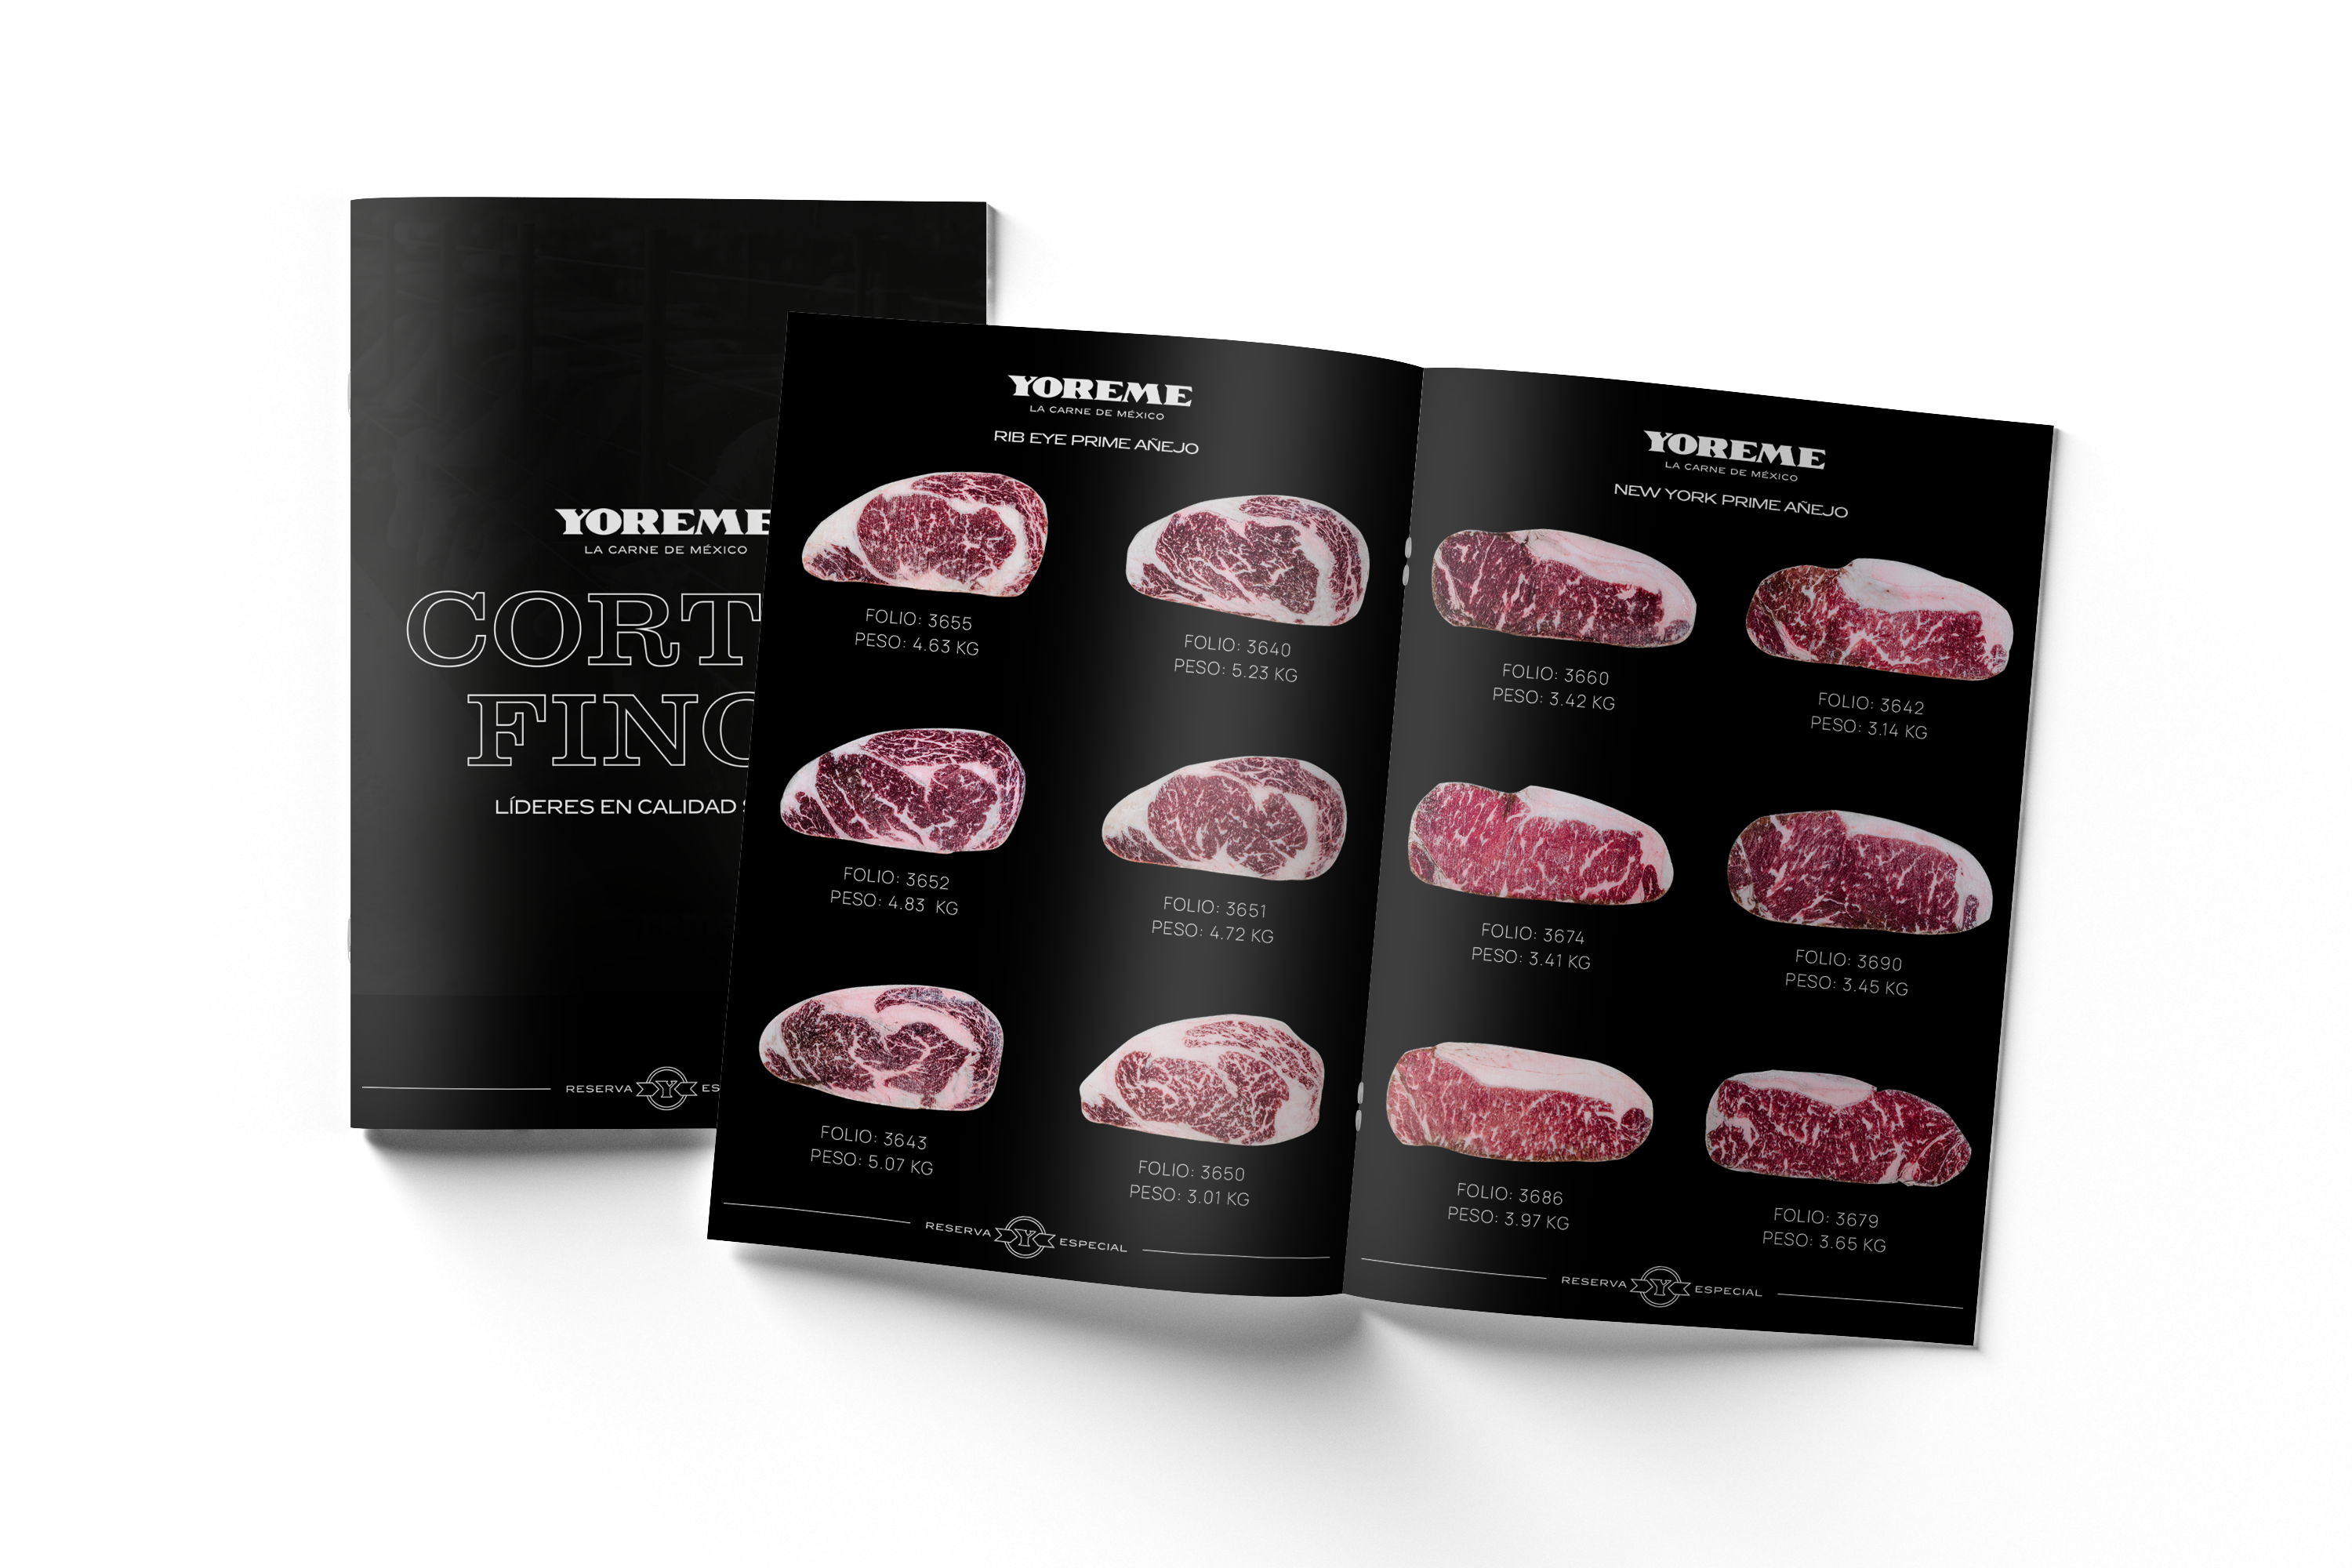 YOREME
LA CARNE DE MÉXICO
CORT
FINO
LÍDERES EN CALIDAD
RESERVA Y ES
YOREME
LA CARNE DE MÉXICO
RIB EYE PRIME AÑEJO
FOLIO: 3655
PESO: 4.63 KG
FOLIO: 3640
PESO: 5.23 KG
FOLIO: 3652
PESO: 4.83 KG
FOLIO: 3651
PESO: 4.72 KG
FOLIO: 3643
PESO: 5.07 KG
FOLIO: 3650
PESO: 3.01 KG
RESERVA Y ESPECIAL
YOREME
LA CARNE DE MÉXICO
NEW YORK PRIME AÑEJO
FOLIO: 3660
PESO: 3.42 KG
FOLIO: 3642
PESO: 3.14 KG
FOLIO: 3674
PESO: 3.41 KG
FOLIO: 3690
PESO: 3.45 KG
FOLIO: 3686
PESO: 3.97 KG
FOLIO: 3679
PESO: 3.65 KG
RESERVA Y ESPECIAL